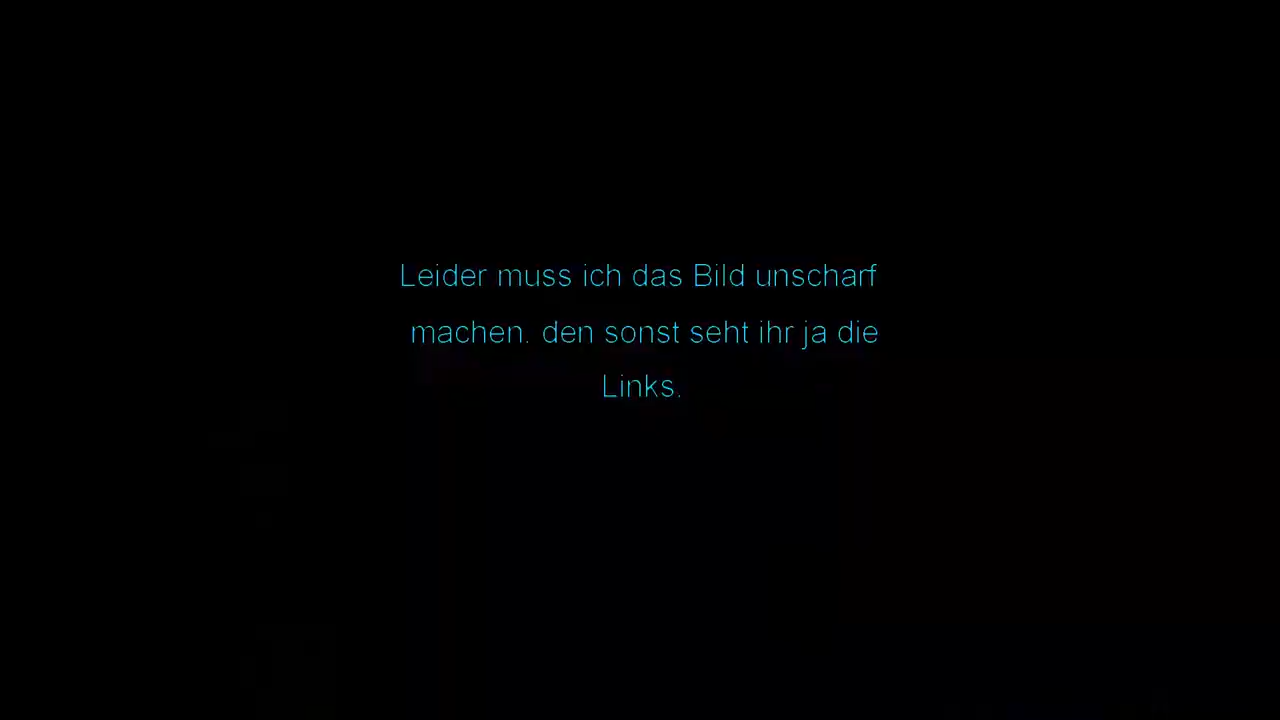 Leider muss ich das Bild unscharf
machen. den sonst seht ihr ja die
Links.